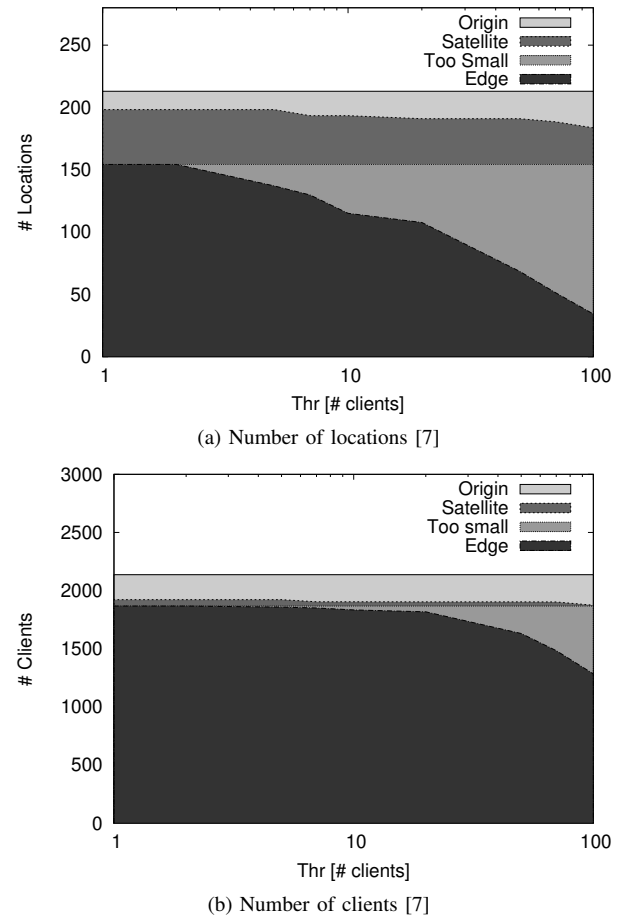 250
200
150
100
50
0
# Locations
Origin
Satellite
Too Small
Edge
1
10
100
Thr [# clients]
(a) Number of locations [7]
3000
2500
2000
1500
1000
500
0
# Clients
Origin
Satellite
Too small
Edge
1
10
100
Thr [# clients]
(b) Number of clients [7]